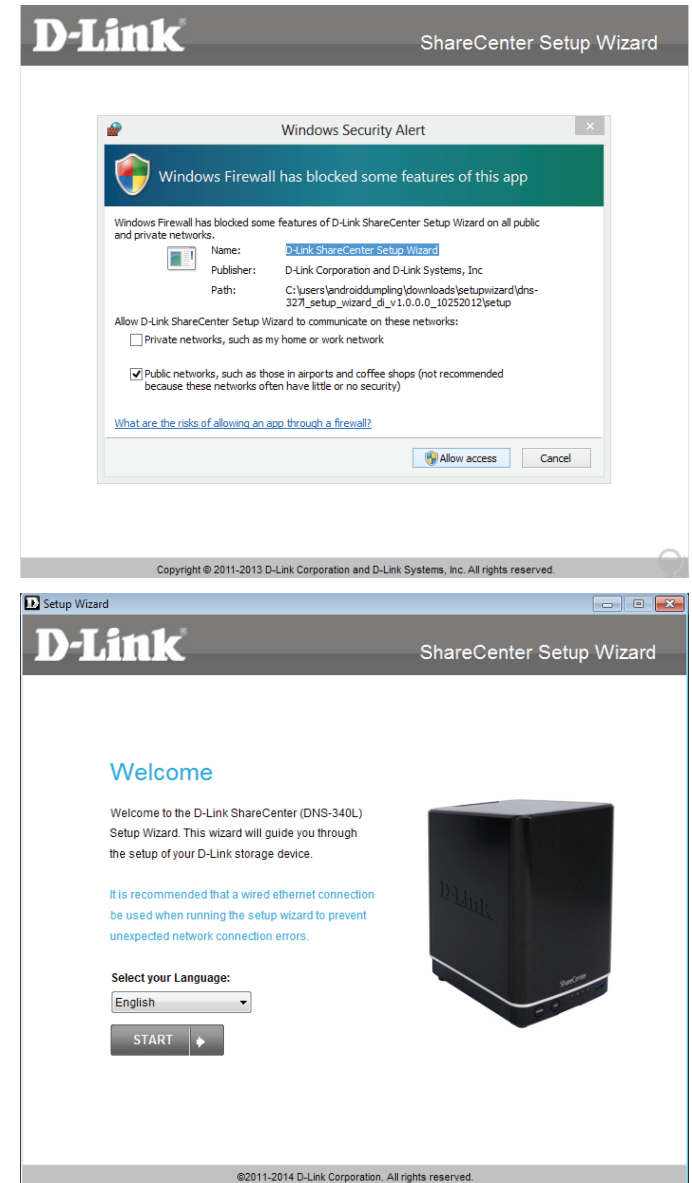 D-Link®
ShareCenter Setup Wizard
Windows Security Alert
Windows Firewall has blocked some features of this app
Windows Firewall has blocked some features of D-Link ShareCenter Setup Wizard on all public
and private networks.
Name: D-Link ShareCenter Setup Wizard
Publisher: D-Link Corporation and D-Link Systems, Inc
Path: C:\users\androiddumpling\downloads\setupwizard\dns-
327l_setup_wizard_di_v1.0.0.0_10252012\setup
Allow D-Link ShareCenter Setup Wizard to communicate on these networks:
Private networks, such as my home or work network
Public networks, such as those in airports and coffee shops (not recommended
because these networks often have little or no security)
What are the risks of allowing an app through a firewall?
Allow access Cancel
Copyright © 2011-2013 D-Link Corporation and D-Link Systems, Inc. All rights reserved.
Setup Wizard
D-Link®
ShareCenter Setup Wizard
Welcome
Welcome to the D-Link ShareCenter (DNS-340L)
Setup Wizard. This wizard will guide you through
the setup of your D-Link storage device.
It is recommended that a wired ethernet connection
be used when running the setup wizard to prevent
unexpected network connection errors.
Select your Language:
English
START
D-Link
ShareCenter
©2011-2014 D-Link Corporation. All rights reserved.